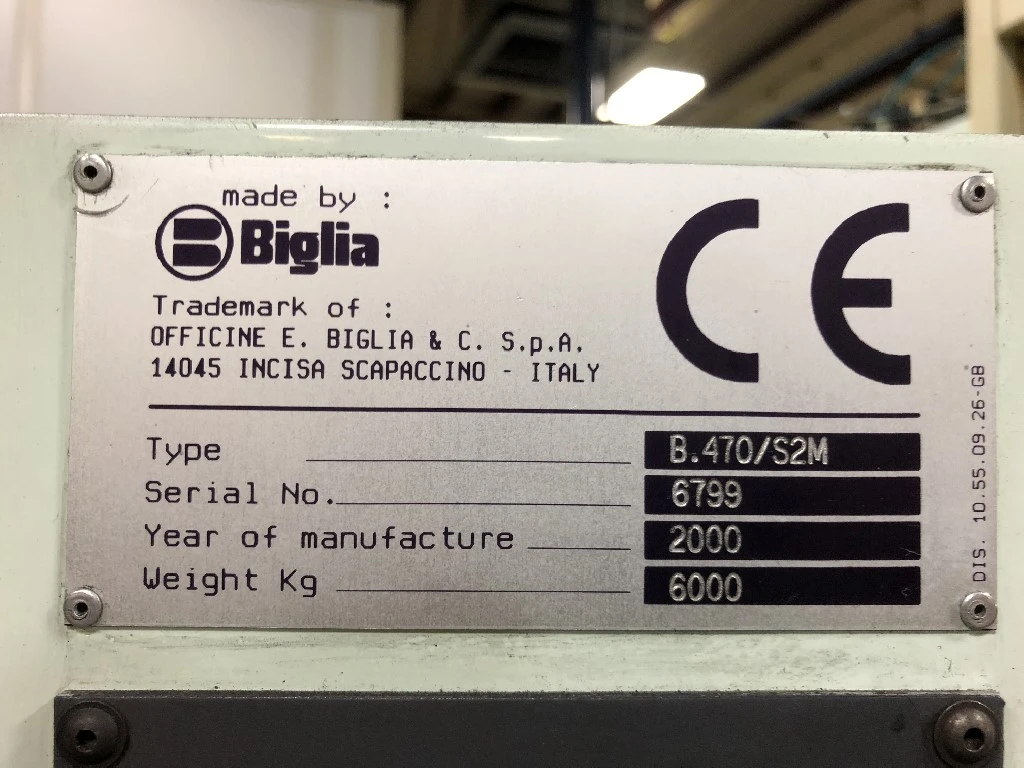 made by :
Biglia
CE
Trademark of :
OFFICINE E. BIGLIA & C. S.p.A.
14045 INCISA SCAPACCINO - ITALY
Type B.470/S2M
Serial No. 6799
Year of manufacture 2000
Weight Kg 6000
DIS. 10.55.09.26-GB